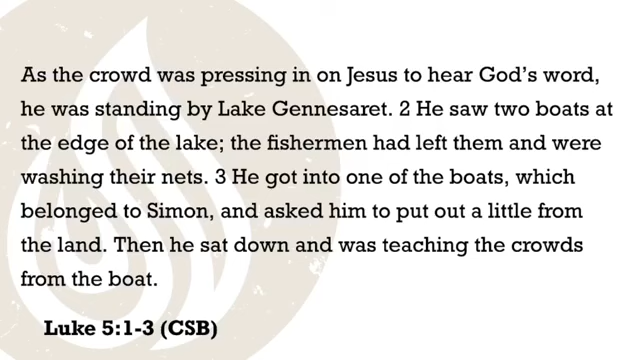 As the crowd was pressing in on Jesus to hear God’s word,
he was standing by Lake Gennesaret. 2 He saw two boats at
the edge of the lake; the fishermen had left them and were
washing their nets. 3 He got into one of the boats, which
belonged to Simon, and asked him to put out a little from
the land. Then he sat down and was teaching the crowds
from the boat.
Luke 5:1-3 (CSB)